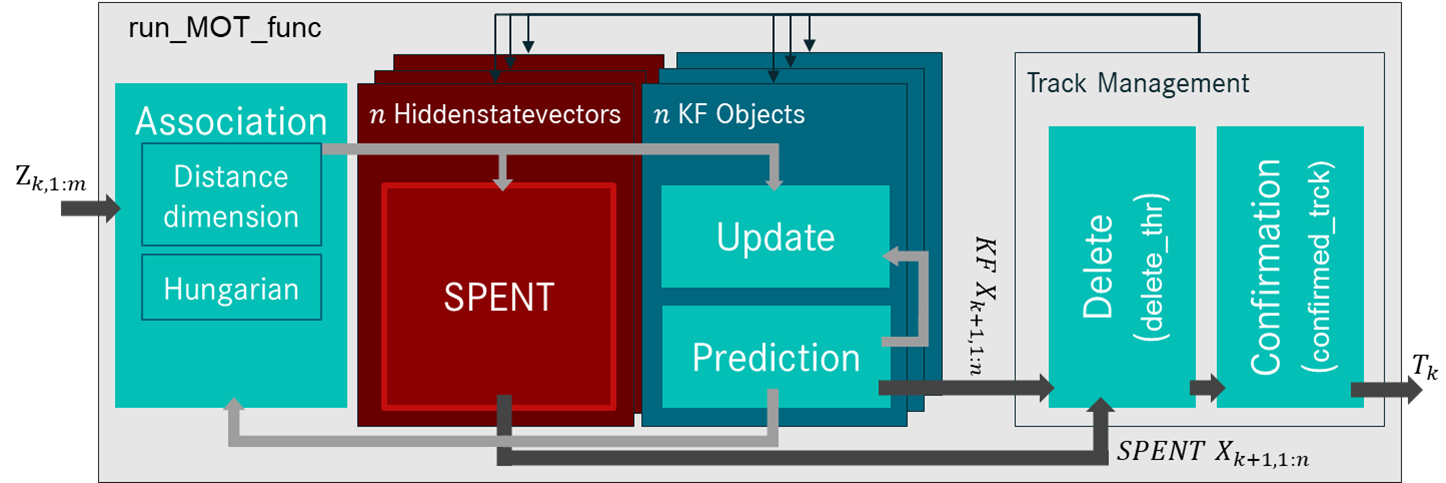 run_MOT_func
Z_{k,1:m}
Association
Distance
dimension
Hungarian
n Hiddenstatevectors
SPENT
n KF Objects
Update
Prediction
KF X_{k+1,1:n}
SPENT X_{k+1,1:n}
Track Management
Delete
(delete_thr)
Confirmation
(confirmed_trck)
T_k